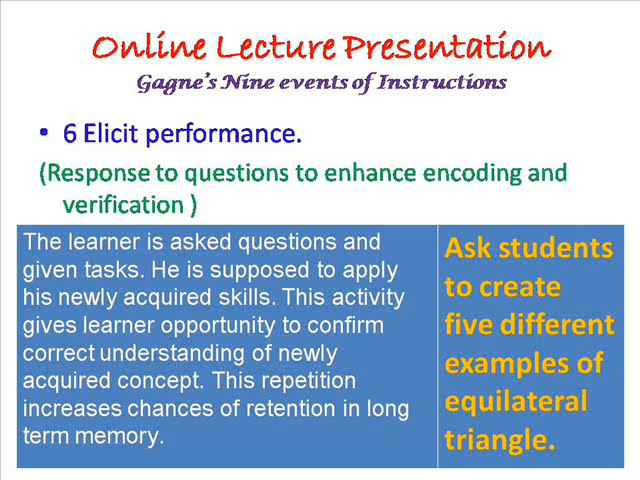 Online Lecture Presentation
Gagne's Nine events of Instructions
• 6 Elicit performance.
(Response to questions to enhance encoding and
verification )
The learner is asked questions and
given tasks. He is supposed to apply
his newly acquired skills. This activity
gives learner opportunity to confirm
correct understanding of newly
acquired concept. This repetition
increases chances of retention in long
term memory.
Ask students
to create
five different
examples of
equilateral
triangle.